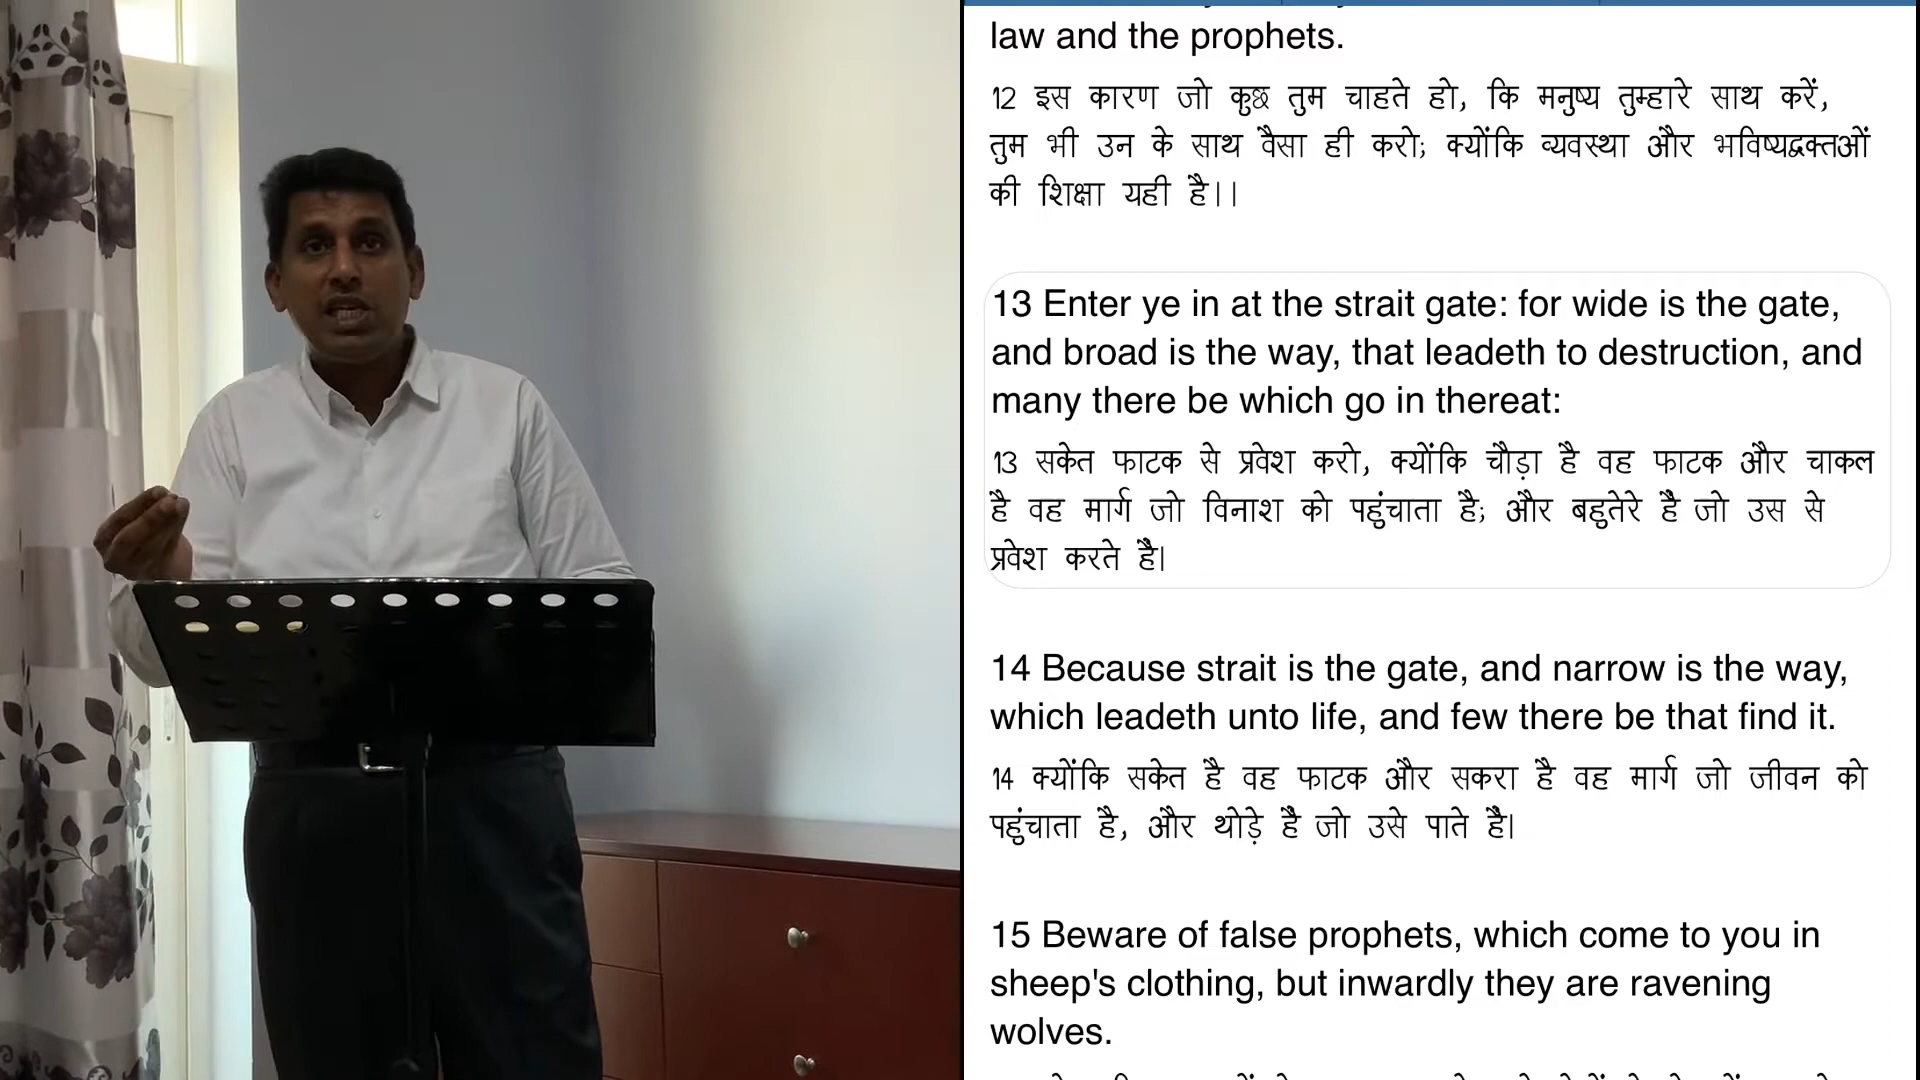 law and the prophets.
12 इस कारण जो कुछ तुम चाहते हो, कि मनुष्य तुम्हारे साथ करें,
तुम भी उन के साथ वैसा ही करो; क्योंकि व्यवस्था और भविष्यद्वक्तओं
की शिक्षा यही है।।
13 Enter ye in at the strait gate: for wide is the gate,
and broad is the way, that leadeth to destruction, and
many there be which go in thereat:
13 सकेत फाटक से प्रवेश करो, क्योंकि चौड़ा है वह फाटक और चाकल
है वह मार्ग जो विनाश को पहुंचाता है; और बहुतेरे हैं जो उस से
प्रवेश करते हैं।
14 Because strait is the gate, and narrow is the way,
which leadeth unto life, and few there be that find it.
14 क्योंकि सकेत है वह फाटक और सकरा है वह मार्ग जो जीवन को
पहुंचाता है, और थोड़े हैं जो उसे पाते हैं।
15 Beware of false prophets, which come to you in
sheep's clothing, but inwardly they are ravening
wolves.